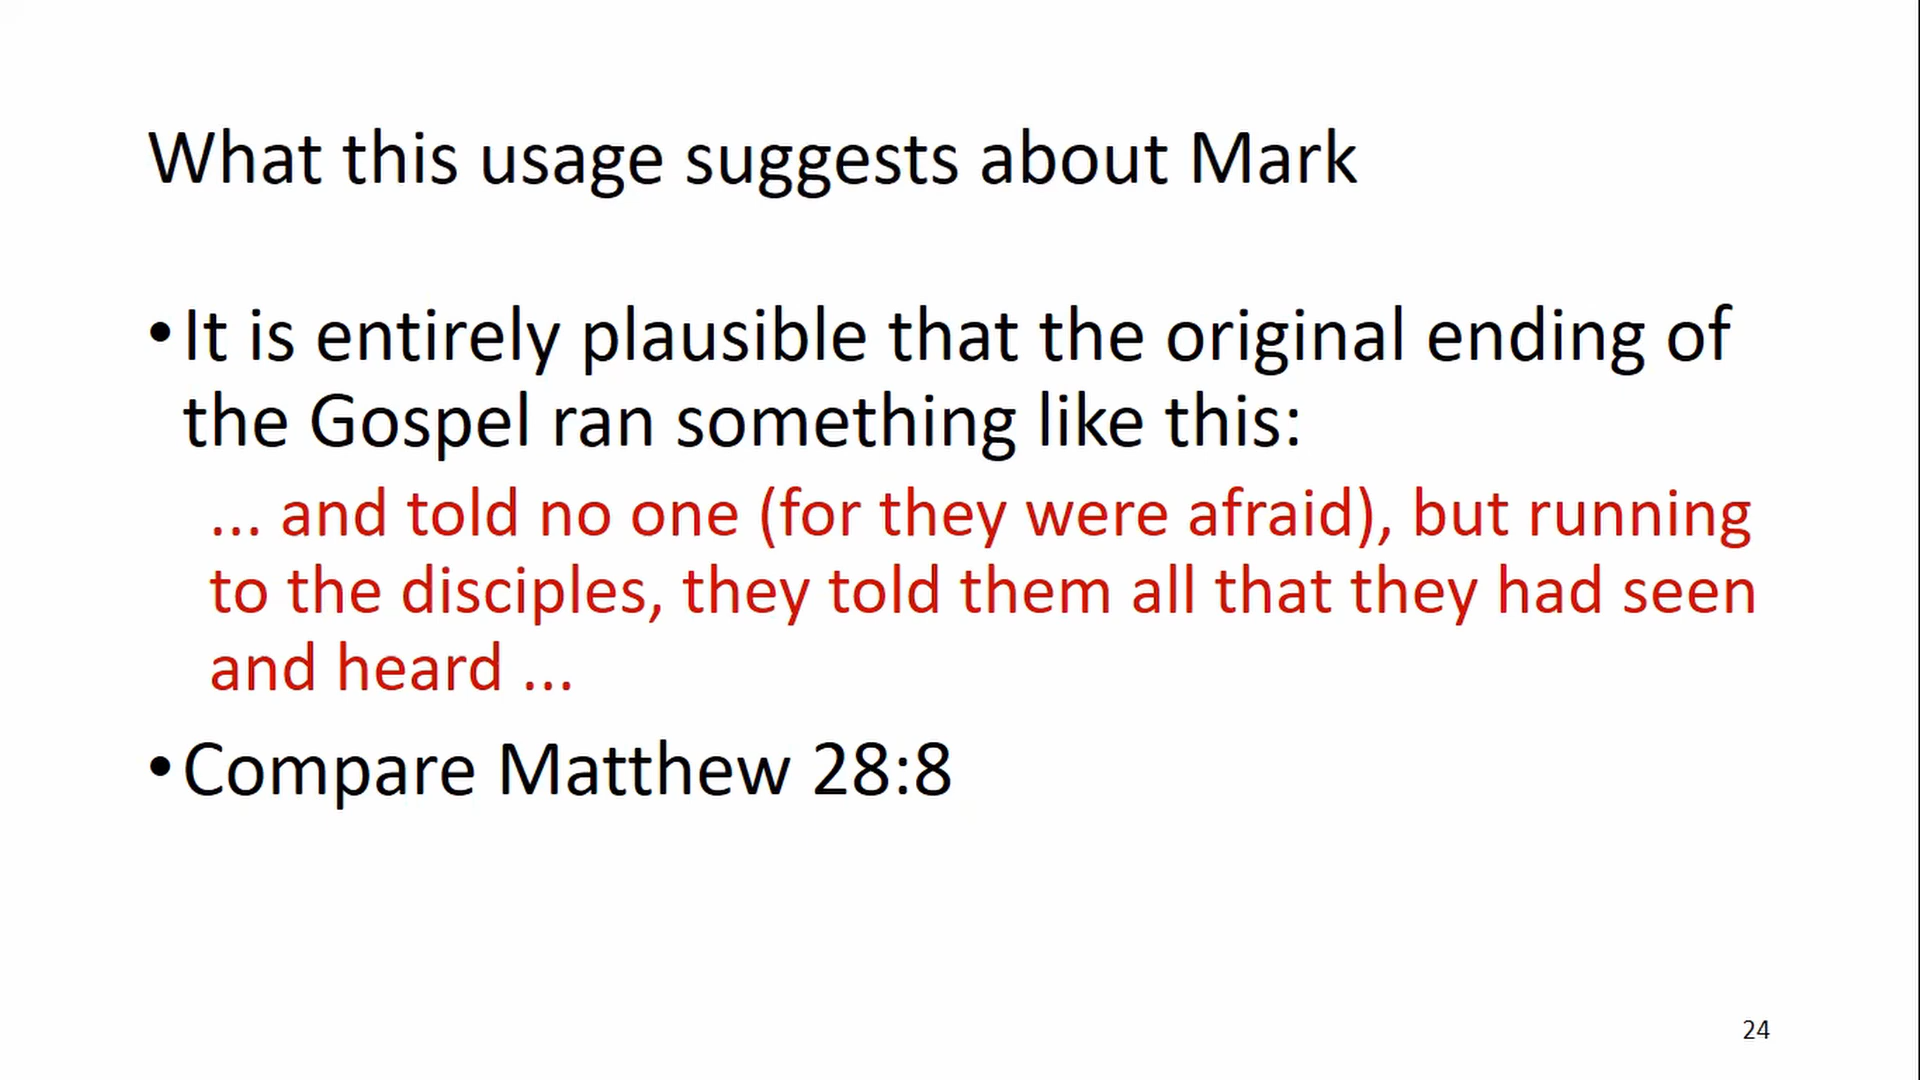 What this usage suggests about Mark
•It is entirely plausible that the original ending of
the Gospel ran something like this:
... and told no one (for they were afraid), but running
to the disciples, they told them all that they had seen
and heard ...
•Compare Matthew 28:8
24